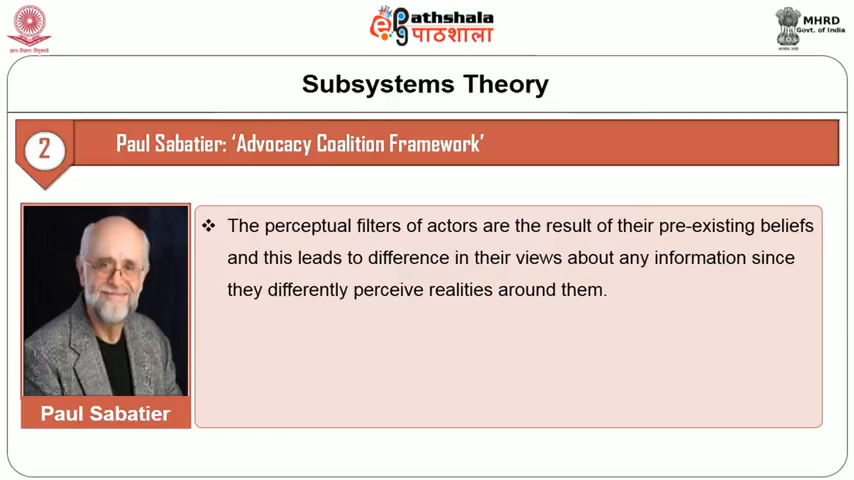 ज्ञान-विज्ञान विमुक्तये
ePathshala
पाठशाला
MHRD
Govt. of India
Subsystems Theory
2
Paul Sabatier: ‘Advocacy Coalition Framework’
❖ The perceptual filters of actors are the result of their pre-existing beliefs
and this leads to difference in their views about any information since
they differently perceive realities around them.
Paul Sabatier